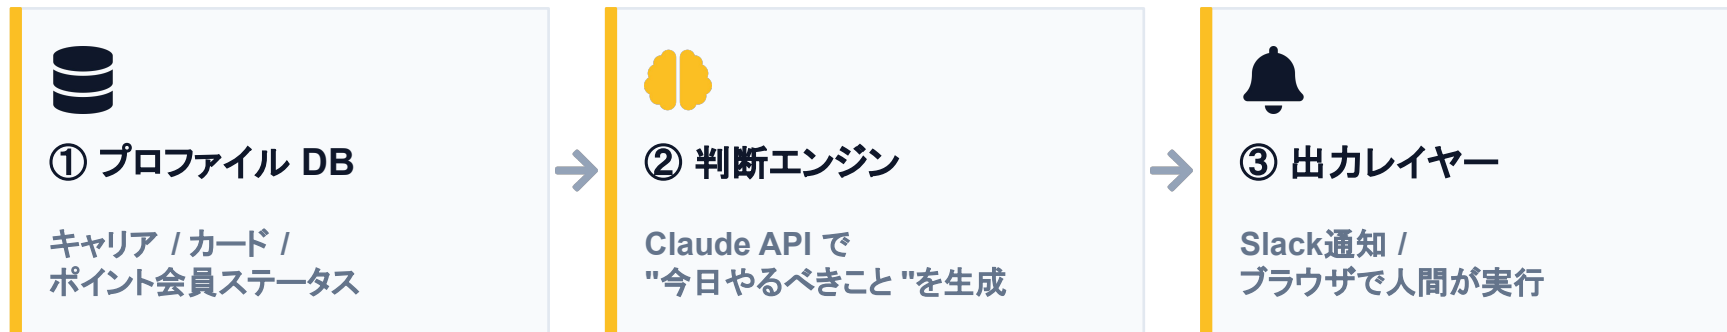 ① プロファイル DB
キャリア / カード /
ポイント会員ステータス
② 判断エンジン
Claude API で
"今日やるべきこと"を生成
③ 出力レイヤー
Slack通知 /
ブラウザで人間が実行